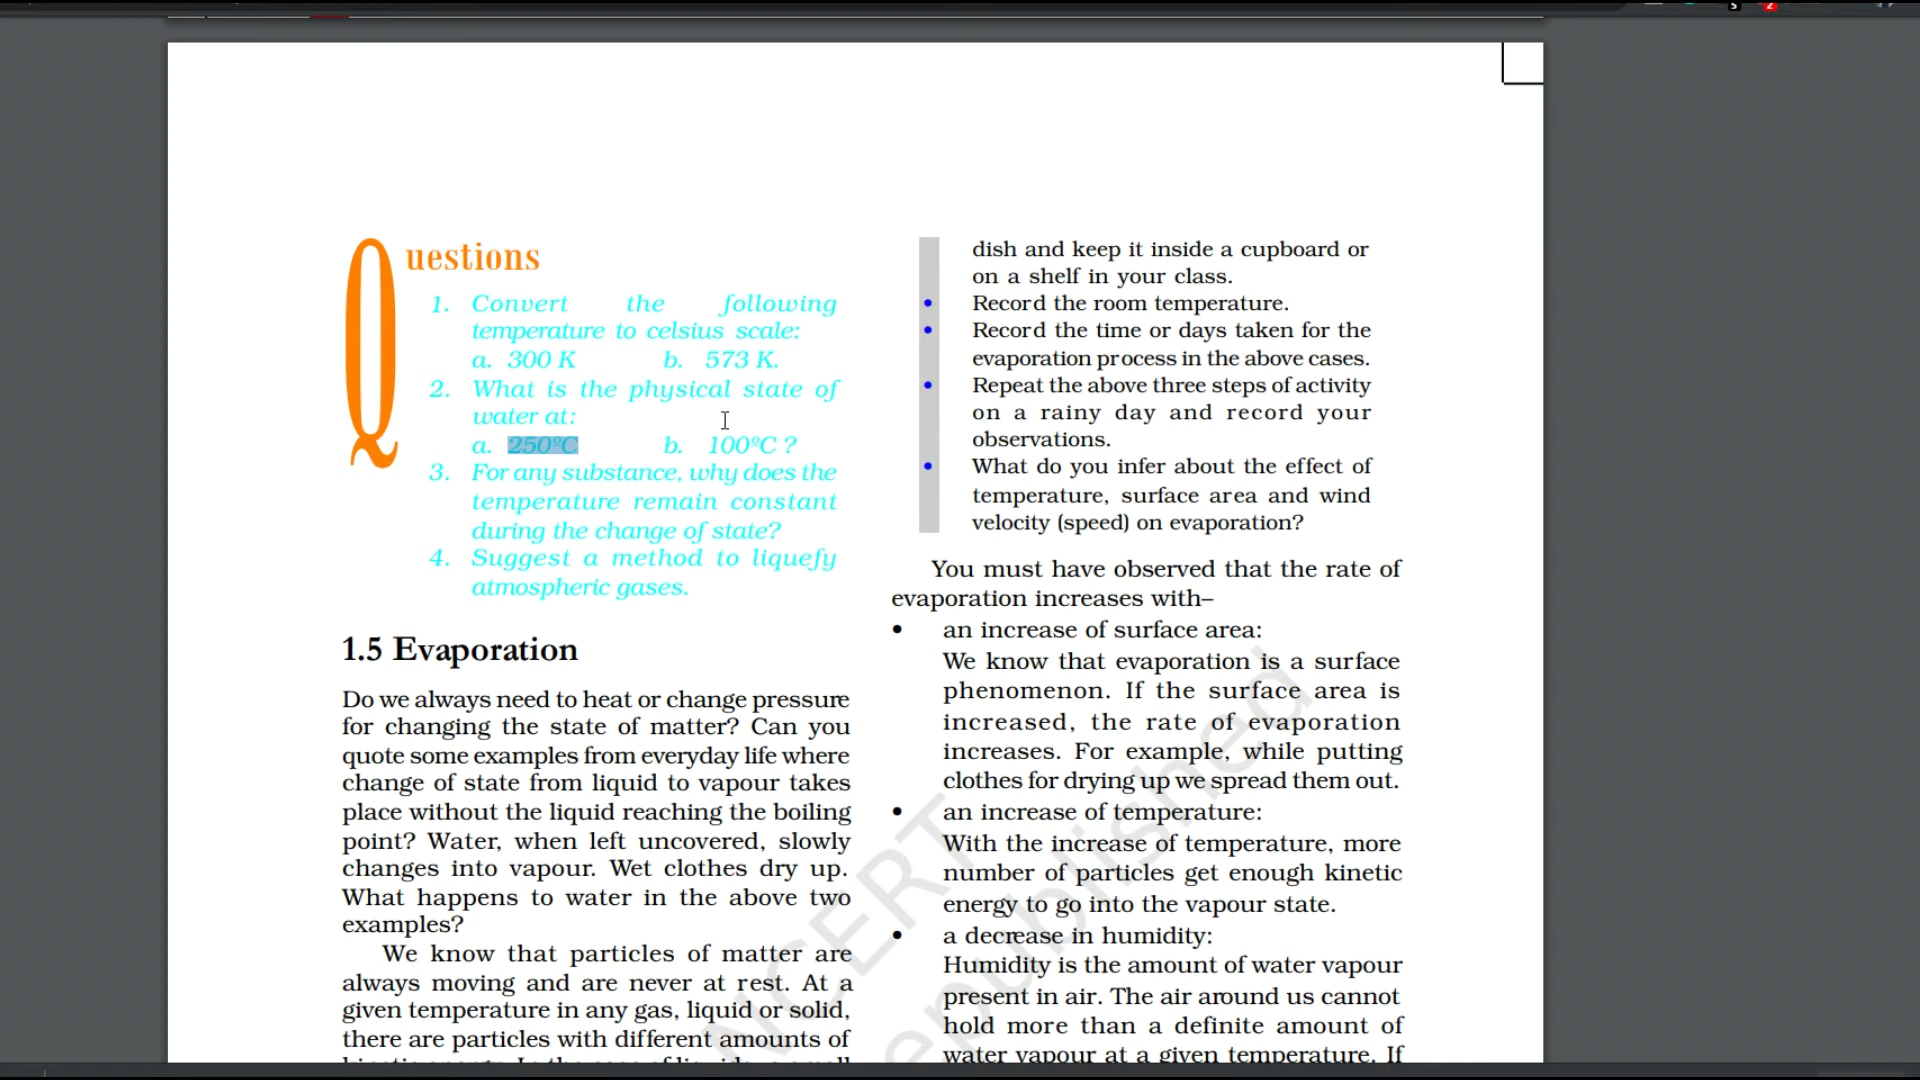 Questions
1. Convert the following
temperature to celsius scale:
a. 300 K b. 573 K.
2. What is the physical state of
water at:
a. 250ºC b. 100ºC ?
3. For any substance, why does the
temperature remain constant
during the change of state?
4. Suggest a method to liquefy
atmospheric gases.
1.5 Evaporation
Do we always need to heat or change pressure
for changing the state of matter? Can you
quote some examples from everyday life where
change of state from liquid to vapour takes
place without the liquid reaching the boiling
point? Water, when left uncovered, slowly
changes into vapour. Wet clothes dry up.
What happens to water in the above two
examples?
We know that particles of matter are
always moving and are never at rest. At a
given temperature in any gas, liquid or solid,
there are particles with different amounts of
dish and keep it inside a cupboard or
on a shelf in your class.
• Record the room temperature.
• Record the time or days taken for the
evaporation process in the above cases.
• Repeat the above three steps of activity
on a rainy day and record your
observations.
• What do you infer about the effect of
temperature, surface area and wind
velocity (speed) on evaporation?
You must have observed that the rate of
evaporation increases with–
• an increase of surface area:
We know that evaporation is a surface
phenomenon. If the surface area is
increased, the rate of evaporation
increases. For example, while putting
clothes for drying up we spread them out.
• an increase of temperature:
With the increase of temperature, more
number of particles get enough kinetic
energy to go into the vapour state.
• a decrease in humidity:
Humidity is the amount of water vapour
present in air. The air around us cannot
hold more than a definite amount of
water vapour at a given temperature. If
NCERT
epublished